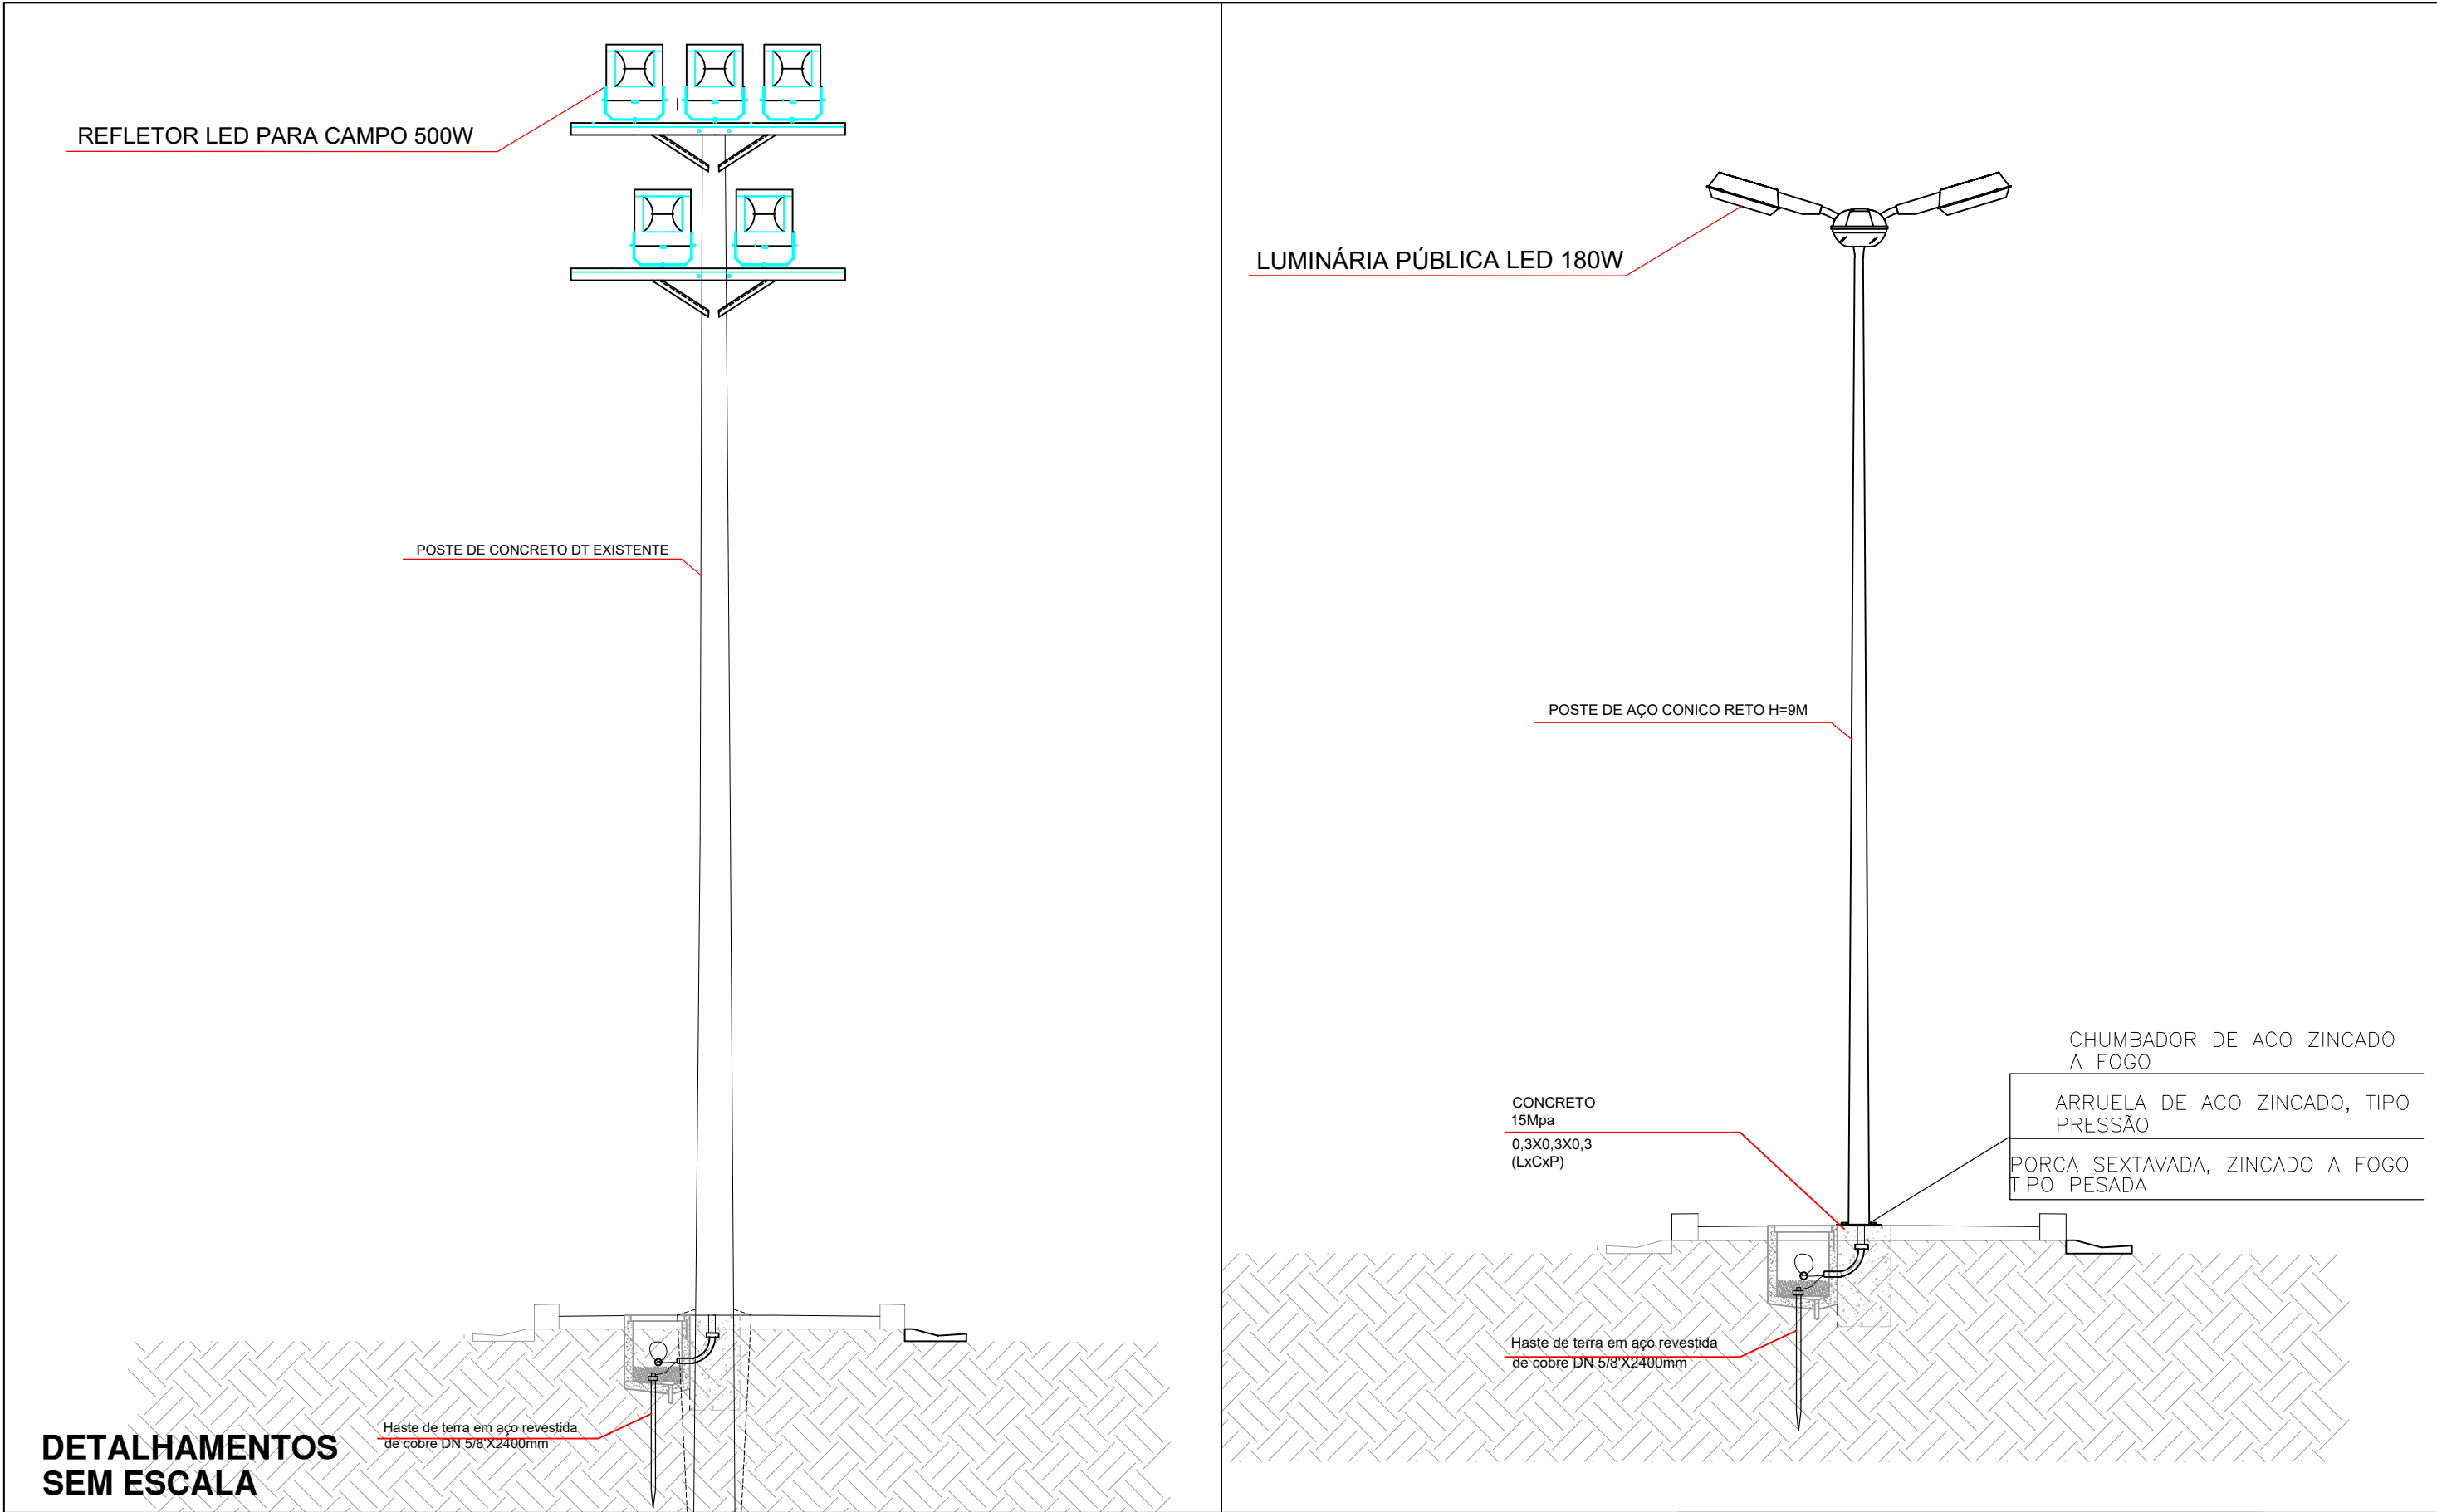 REFLETOR LED PARA CAMPO 500W
POSTE DE CONCRETO DT EXISTENTE
Haste de terra em aço revestida
de cobre DN 5/8'X2400mm
DETALHAMENTOS
SEM ESCALA
LUMINÁRIA PÚBLICA LED 180W
POSTE DE AÇO CONICO RETO H=9M
CONCRETO
15Mpa
0,3X0,3X0,3
(LxCxP)
CHUMBADOR DE ACO ZINCADO
A FOGO
ARRUELA DE ACO ZINCADO, TIPO
PRESSÃO
PORCA SEXTAVADA, ZINCADO A FOGO
TIPO PESADA
Haste de terra em aço revestida
de cobre DN 5/8'X2400mm